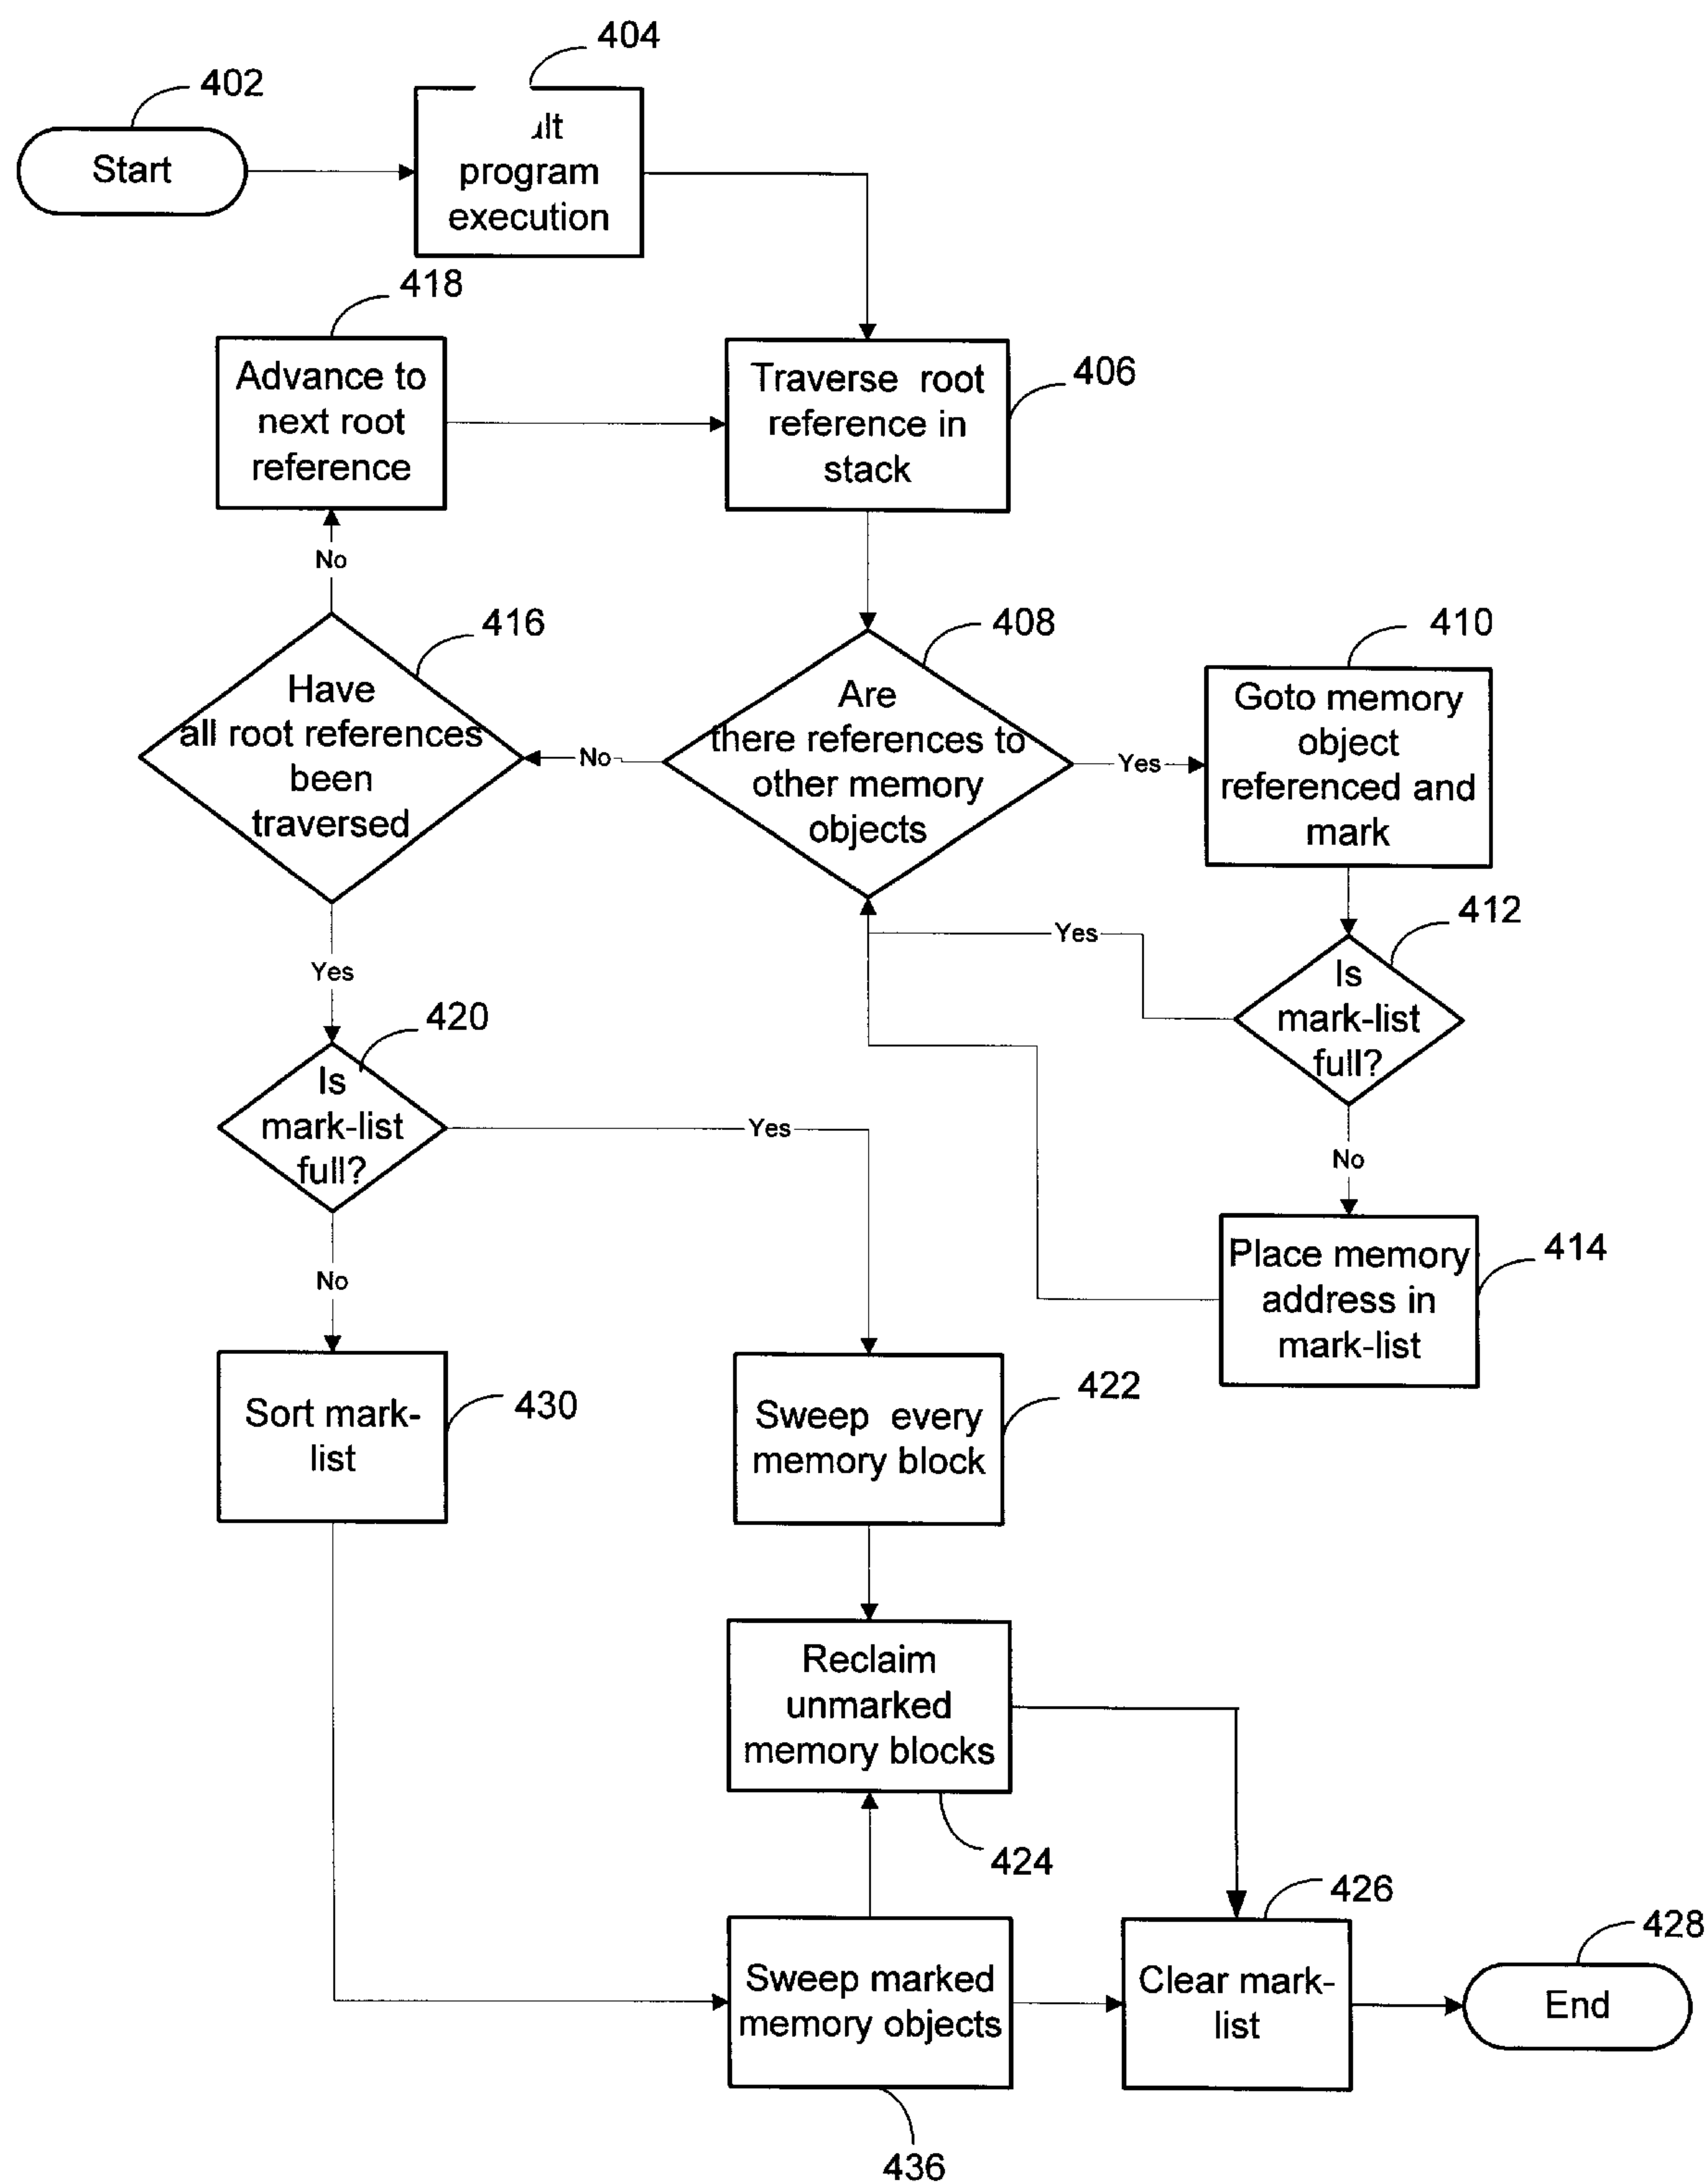 404
402
Start
program
execution
418
Advance to
next root
reference
Traverse root
reference in
stack
406
No
416
Have
all root references
been
traversed
No
408
Are
there references to
other memory
objects
Yes
410
Goto memory
object
referenced and
mark
Yes
412
Is
mark-list
full?
Yes
420
Is
mark-list
full?
Yes
No
Place memory
address in
mark-list
414
No
Sort mark-
list
430
Sweep every
memory block
422
Reclaim
unmarked
memory blocks
424
426
428
Sweep marked
memory objects
Clear mark-
list
End
436